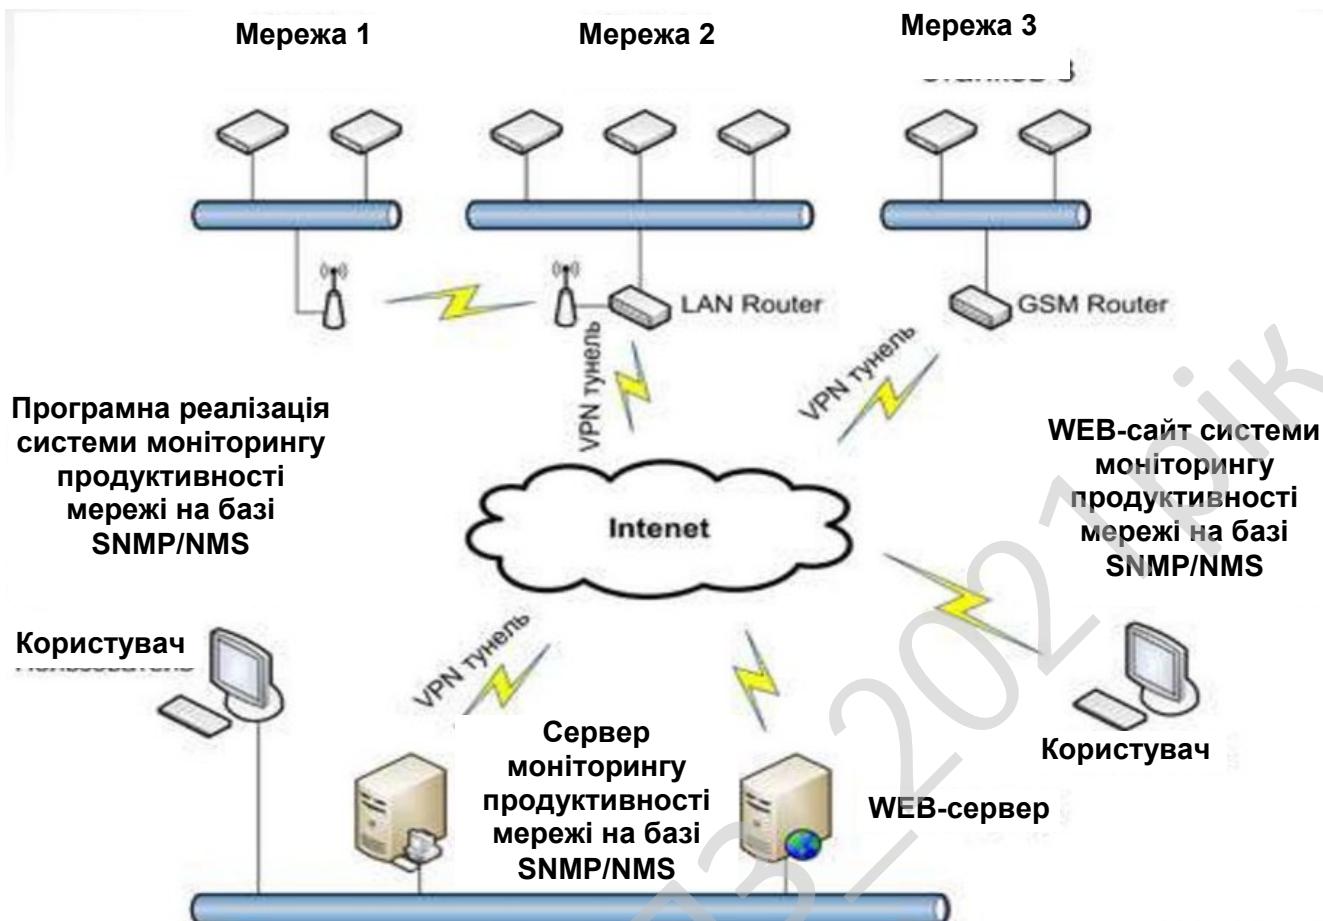 Мережа 1
Мережа 2
Мережа 3
LAN Router
GSM Router
VPN тунель
VPN тунель
Програмна реалізація
системи моніторингу
продуктивності
мережі на базі
SNMP/NMS
WEB-сайт системи
моніторингу
продуктивності
мережі на базі
SNMP/NMS
Intenet
Користувач
VPN тунель
Сервер
моніторингу
продуктивності
мережі на базі
SNMP/NMS
Користувач
WEB-сервер
2021 рік